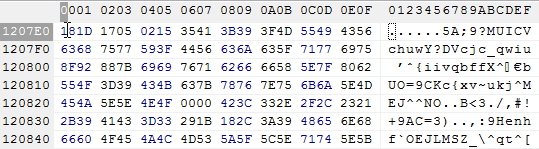 0001 0203 0405 0607 0809 0A0B 0C0D 0E0F 0123456789ABCDEF
1207E0 181D 1705 0215 3541 3B39 3F4D 5549 4356 ......5A;9?MUICV
1207F0 6368 7577 593F 4456 636A 635F 7177 6975 chuwY?DVcjc_qwiu
120800 8F92 887B 6969 7671 6266 6658 5E7F 8062 ’ˆ{iivqbffX^ €b
120810 554F 3D39 434B 637B 7876 7E75 6B6A 5E4D UO=9CKc{xv~ukj^M
120820 454A 5E5E 4E4F 0000 423C 332E 2F2C 2321 EJ^^NO..B<3./,#!
120830 2B39 4143 3D33 291B 182C 3A39 4865 6E68 +9AC=3)..,:9Henh
120840 6660 4F45 4A4C 4D53 5A5F 5C5E 7174 5E5B f`OEJLMSZ_\^qt^[